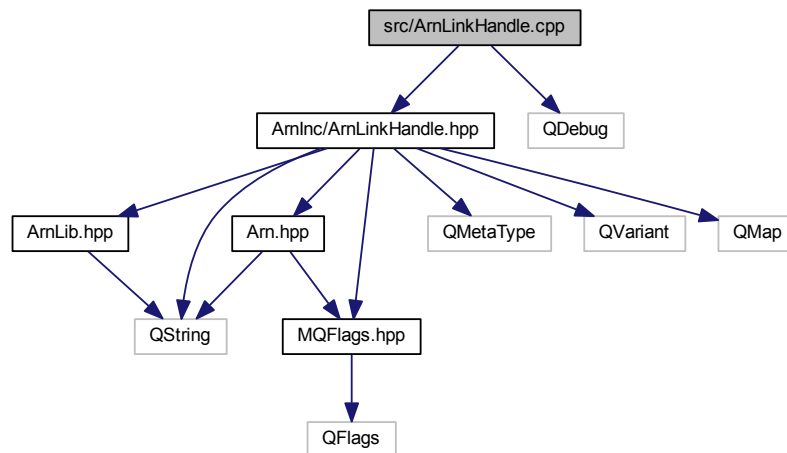 src/ArnLinkHandle.cpp
ArnInc/ArnLinkHandle.hpp
QDebug
ArnLib.hpp
Arn.hpp
QMetaType
QVariant
QMap
QString
MQFlags.hpp
QFlags